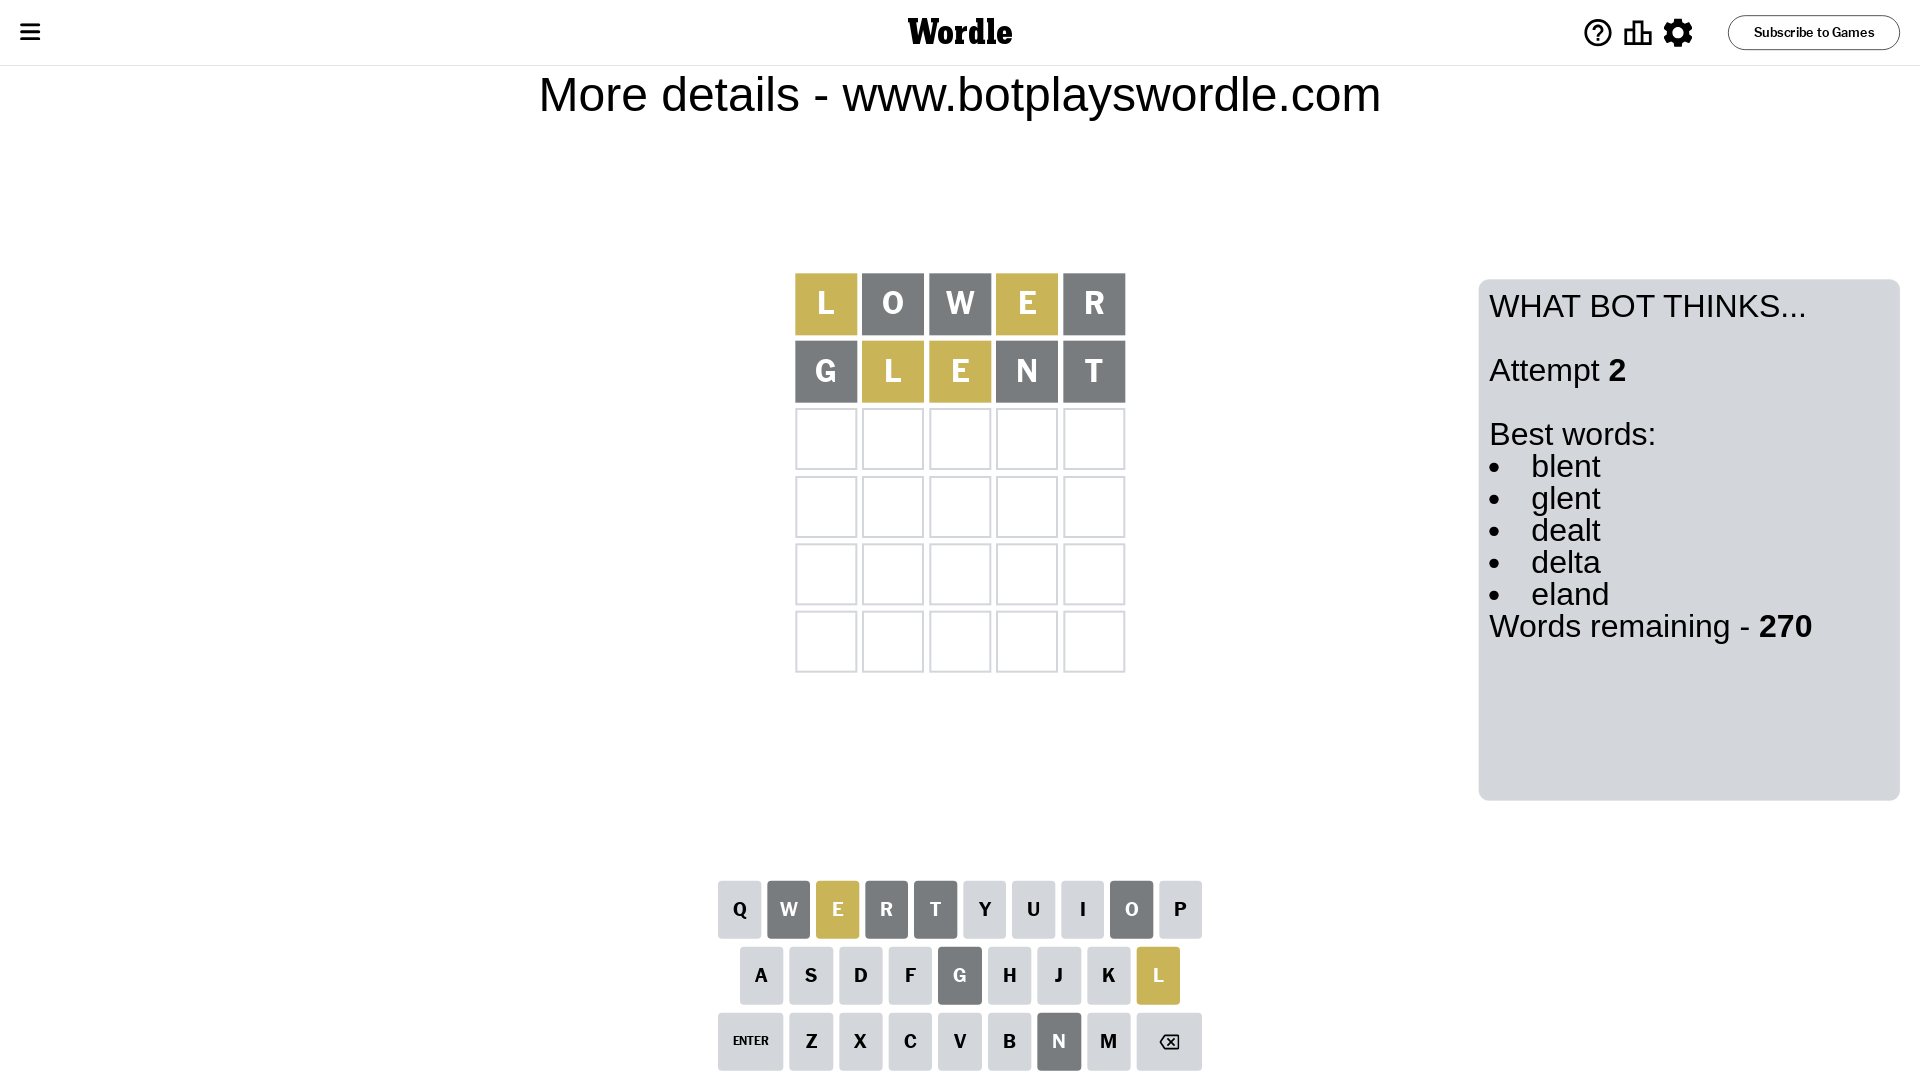 Wordle
Subscribe to Games
More details - www.botplayswordle.com
L O W E R
G L E N T
WHAT BOT THINKS...
Attempt 2
Best words:
• blent
• glent
• dealt
• delta
• eland
Words remaining - 270
Q W E R T Y U I O P
A S D F G H J K L
ENTER Z X C V B N M